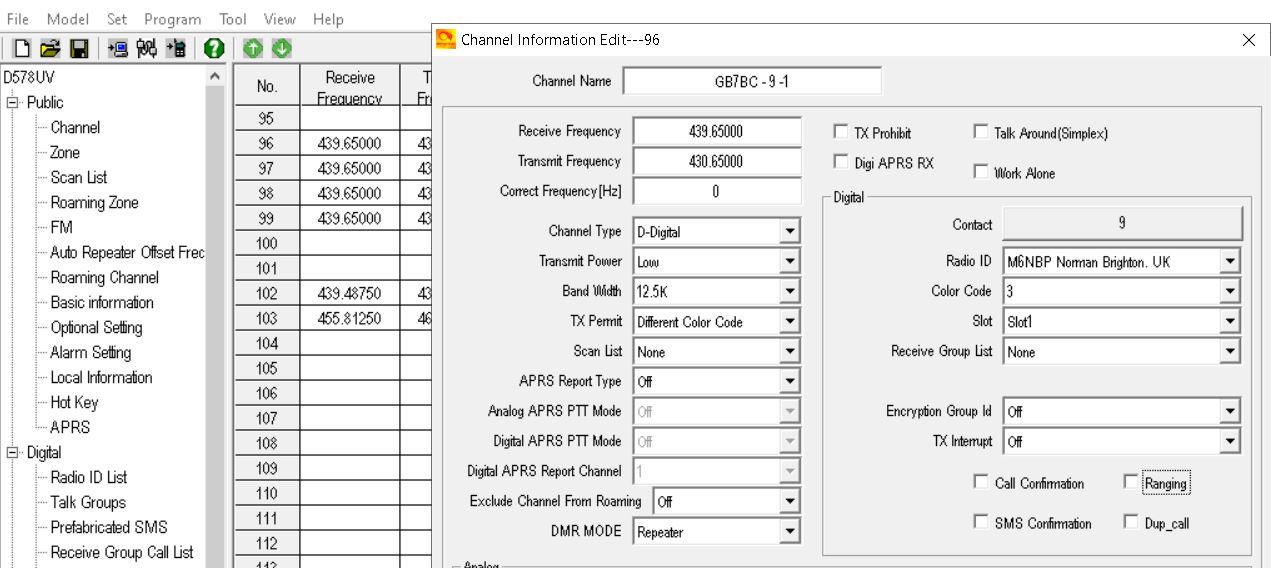 File Model Set Program Tool View Help
D578UV
Public
Channel
Zone
Scan List
Roaming Zone
FM
Auto Repeater Offset Frec
Roaming Channel
Basic information
Optional Setting
Alarm Setting
Local Information
Hot Key
APRS
Digital
Radio ID List
Talk Groups
Prefabricated SMS
Receive Group Call List
No. Receive Frequency T Fr
95
96 439.65000 43
97 439.65000 43
98 439.65000 43
99 439.65000 43
100
101
102 439.48750 43
103 455.81250 46
104
105
106
107
108
109
110
111
112
113
Channel Information Edit---96
Channel Name GB7BC - 9 -1
Receive Frequency 439.65000
Transmit Frequency 430.65000
Correct Frequency[Hz] 0
Channel Type D-Digital
Transmit Power Low
Band Width 12.5K
TX Permit Different Color Code
Scan List None
APRS Report Type Off
Analog APRS PTT Mode Off
Digital APRS PTT Mode Off
Digital APRS Report Channel 1
Exclude Channel From Roaming Off
DMR MODE Repeater
TX Prohibit Talk Around(Simplex)
Digi APRS RX Work Alone
Digital
Contact 9
Radio ID M6NBP Norman Brighton. UK
Color Code 3
Slot Slot1
Receive Group List None
Encryption Group Id Off
TX Interrupt Off
Call Confirmation Ranging
SMS Confirmation Dup_call
Analog